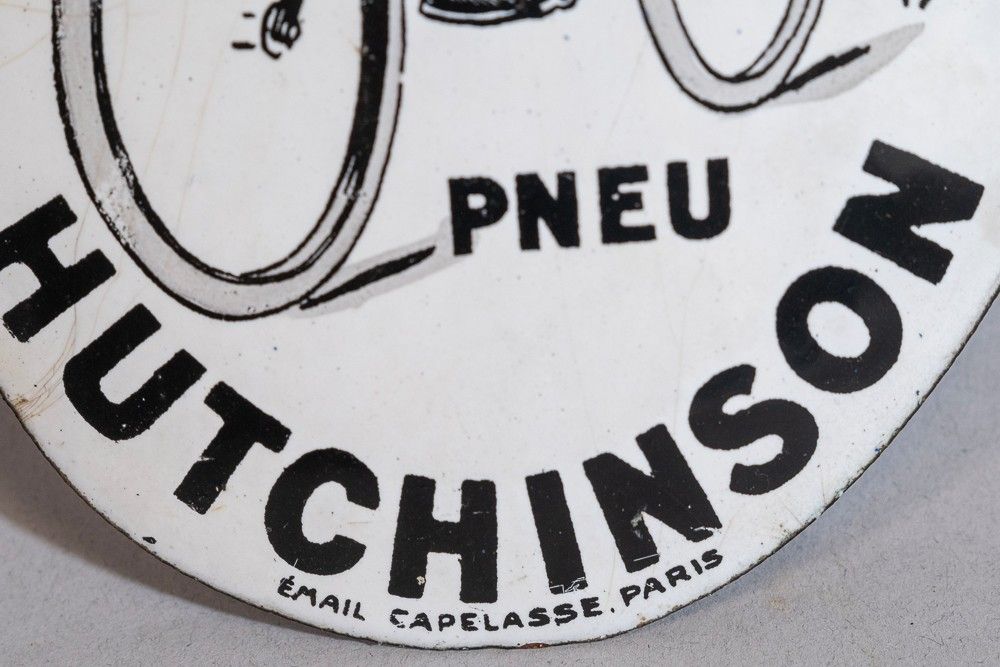 PNEU
HUTCHINSON
ÉMAIL CAPELASSE. PARIS